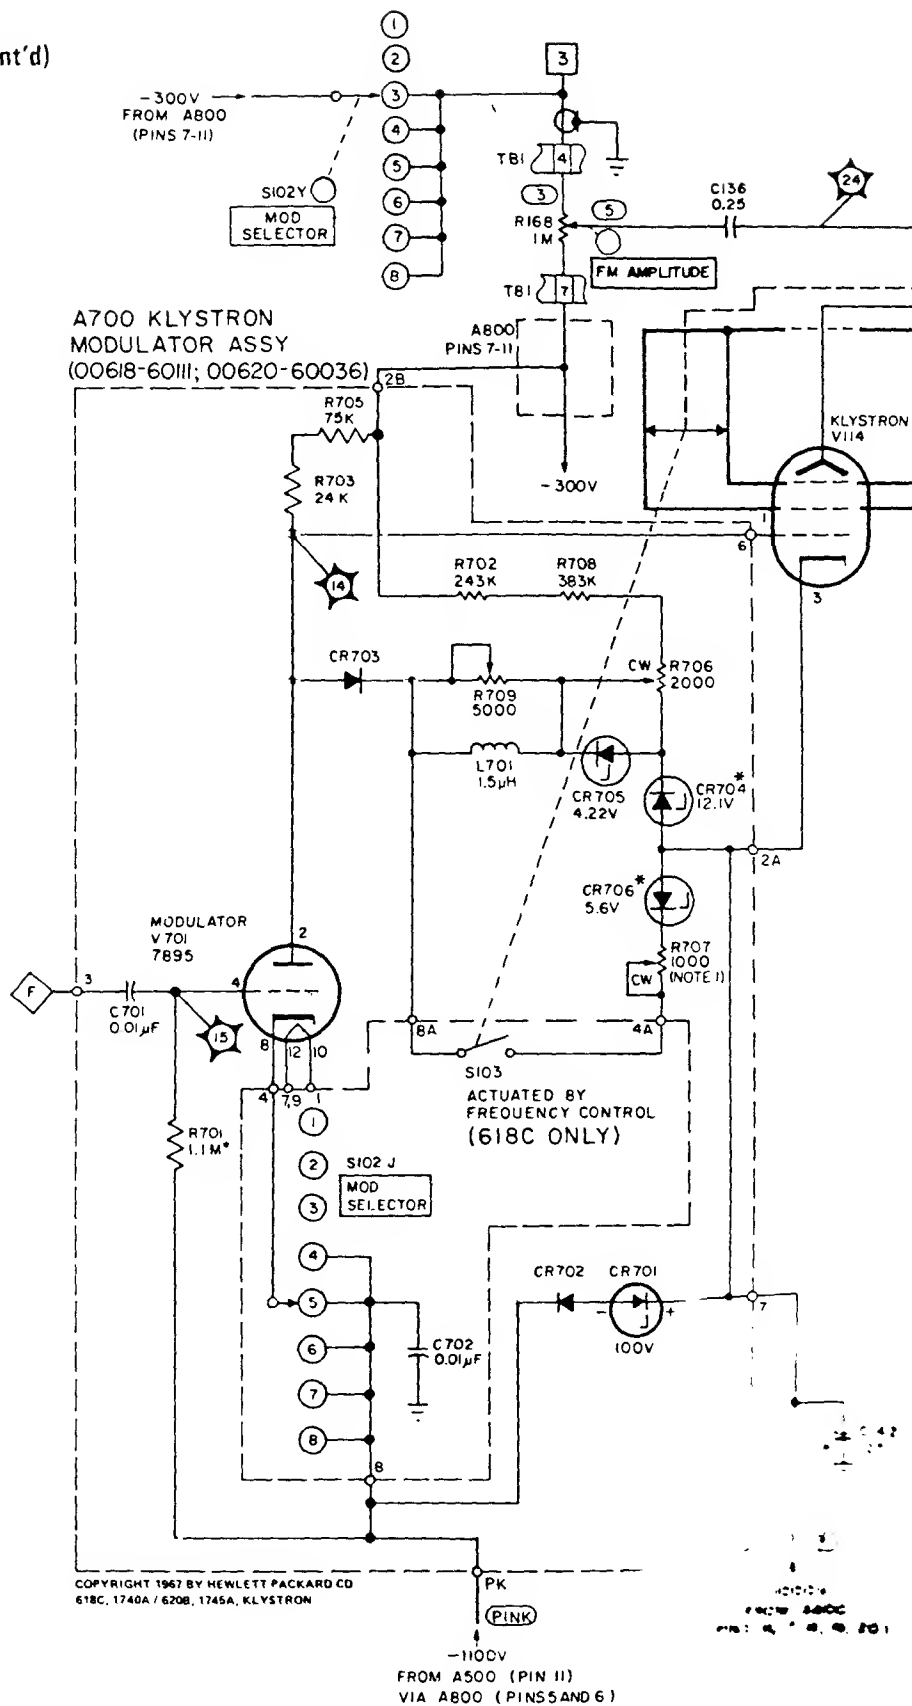 nt'd)
1
2
3
4
5
6
7
8
-300V
FROM A800
(PINS 7-11)
S102Y
MOD
SELECTOR
3
TB1
4
3
R168
1M
5
FM AMPLITUDE
C136
0.25
24
TB1
7
A700 KLYSTRON
MODULATOR ASSY
(00618-60111; 00620-60036)
A800
PINS 7-11
2B
-300V
R705
75K
R703
24K
14
KLYSTRON
V114
1
6
3
R702
243K
R708
383K
CR703
R709
5000
CW
R706
2000
L701
1.5µH
CR705
4.22V
CR704*
12.1V
2A
CR706*
5.6V
R707
1000
(NOTE 1)
CW
MODULATOR
V701
7895
2
F
3
C701
0.01µF
4
15
8
12
10
8A
4A
S103
ACTUATED BY
FREQUENCY CONTROL
(618C ONLY)
4
7,9
1
R701
1.1M*
1
2
3
4
5
6
7
8
S102J
MOD
SELECTOR
C702
0.01µF
CR702
CR701
-
+
100V
7
8
COPYRIGHT 1967 BY HEWLETT PACKARD CO
618C, 1740A / 620B, 1745A, KLYSTRON
PK
PINK
-1100V
FROM A500 (PIN 11)
VIA A800 (PINS 5 AND 6)